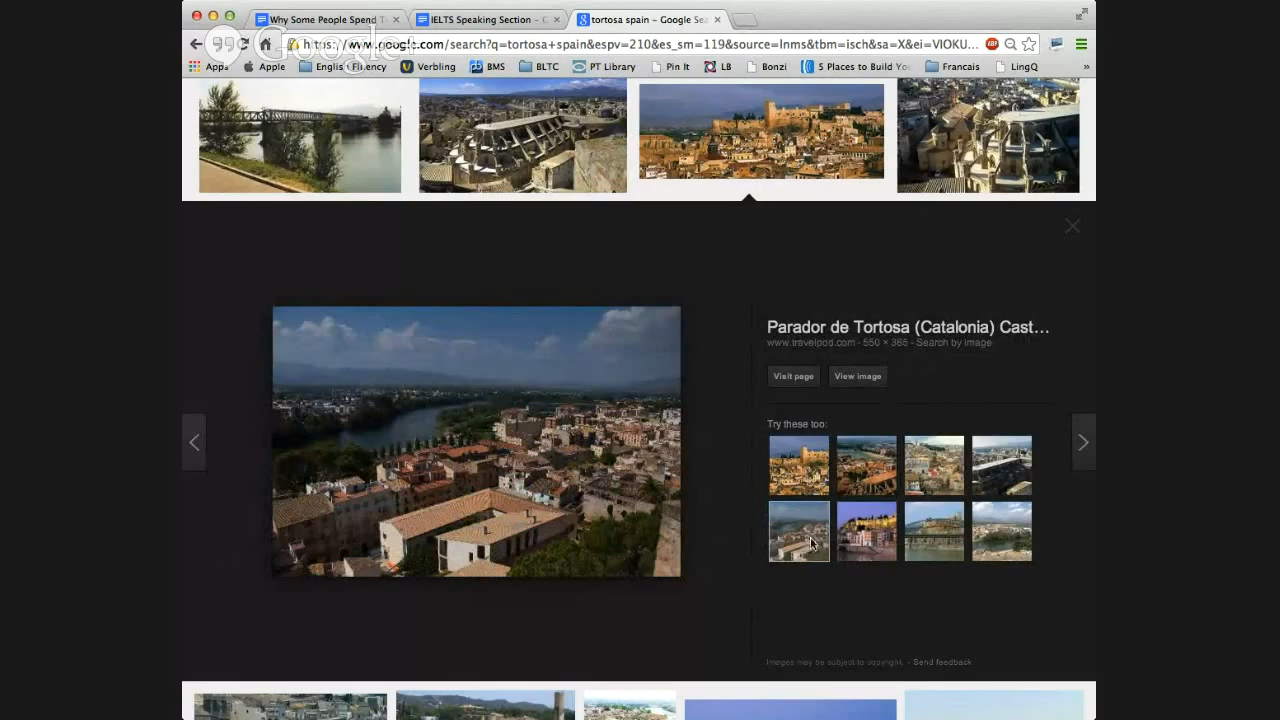 Why Some People Spend T
IELTS Speaking Section – C
tortosa spain – Google Sea
Google+
https://www.google.com/search?q=tortosa+spain&espv=210&es_sm=119&source=lnms&tbm=isch&sa=X&ei=VIOKU...
ABP
Apps
Apple
English Fluency
Verbling
BMS
BLTC
PT Library
Pin It
LB
Bonzi
5 Places to Build You
Francais
LingQ
»
Parador de Tortosa (Catalonia) Cast...
www.travelpod.com - 550 × 365 - Search by image
Visit page
View image
Try these too:
Images may be subject to copyright. - Send feedback